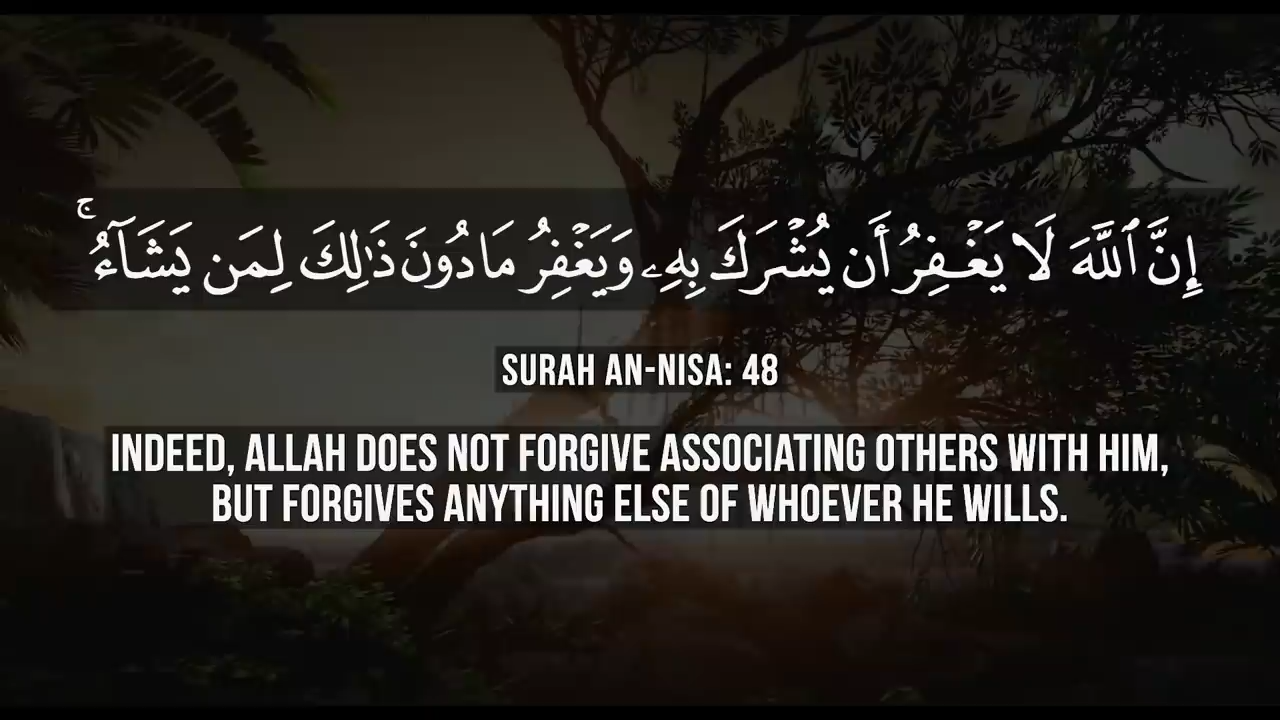 إِنَّ ٱللَّهَ لَا يَغْفِرُ أَن يُشْرَكَ بِهِۦ وَيَغْفِرُ مَا دُونَ ذَٰلِكَ لِمَن يَشَآءُ ۚ
SURAH AN-NISA: 48
INDEED, ALLAH DOES NOT FORGIVE ASSOCIATING OTHERS WITH HIM,
BUT FORGIVES ANYTHING ELSE OF WHOEVER HE WILLS.